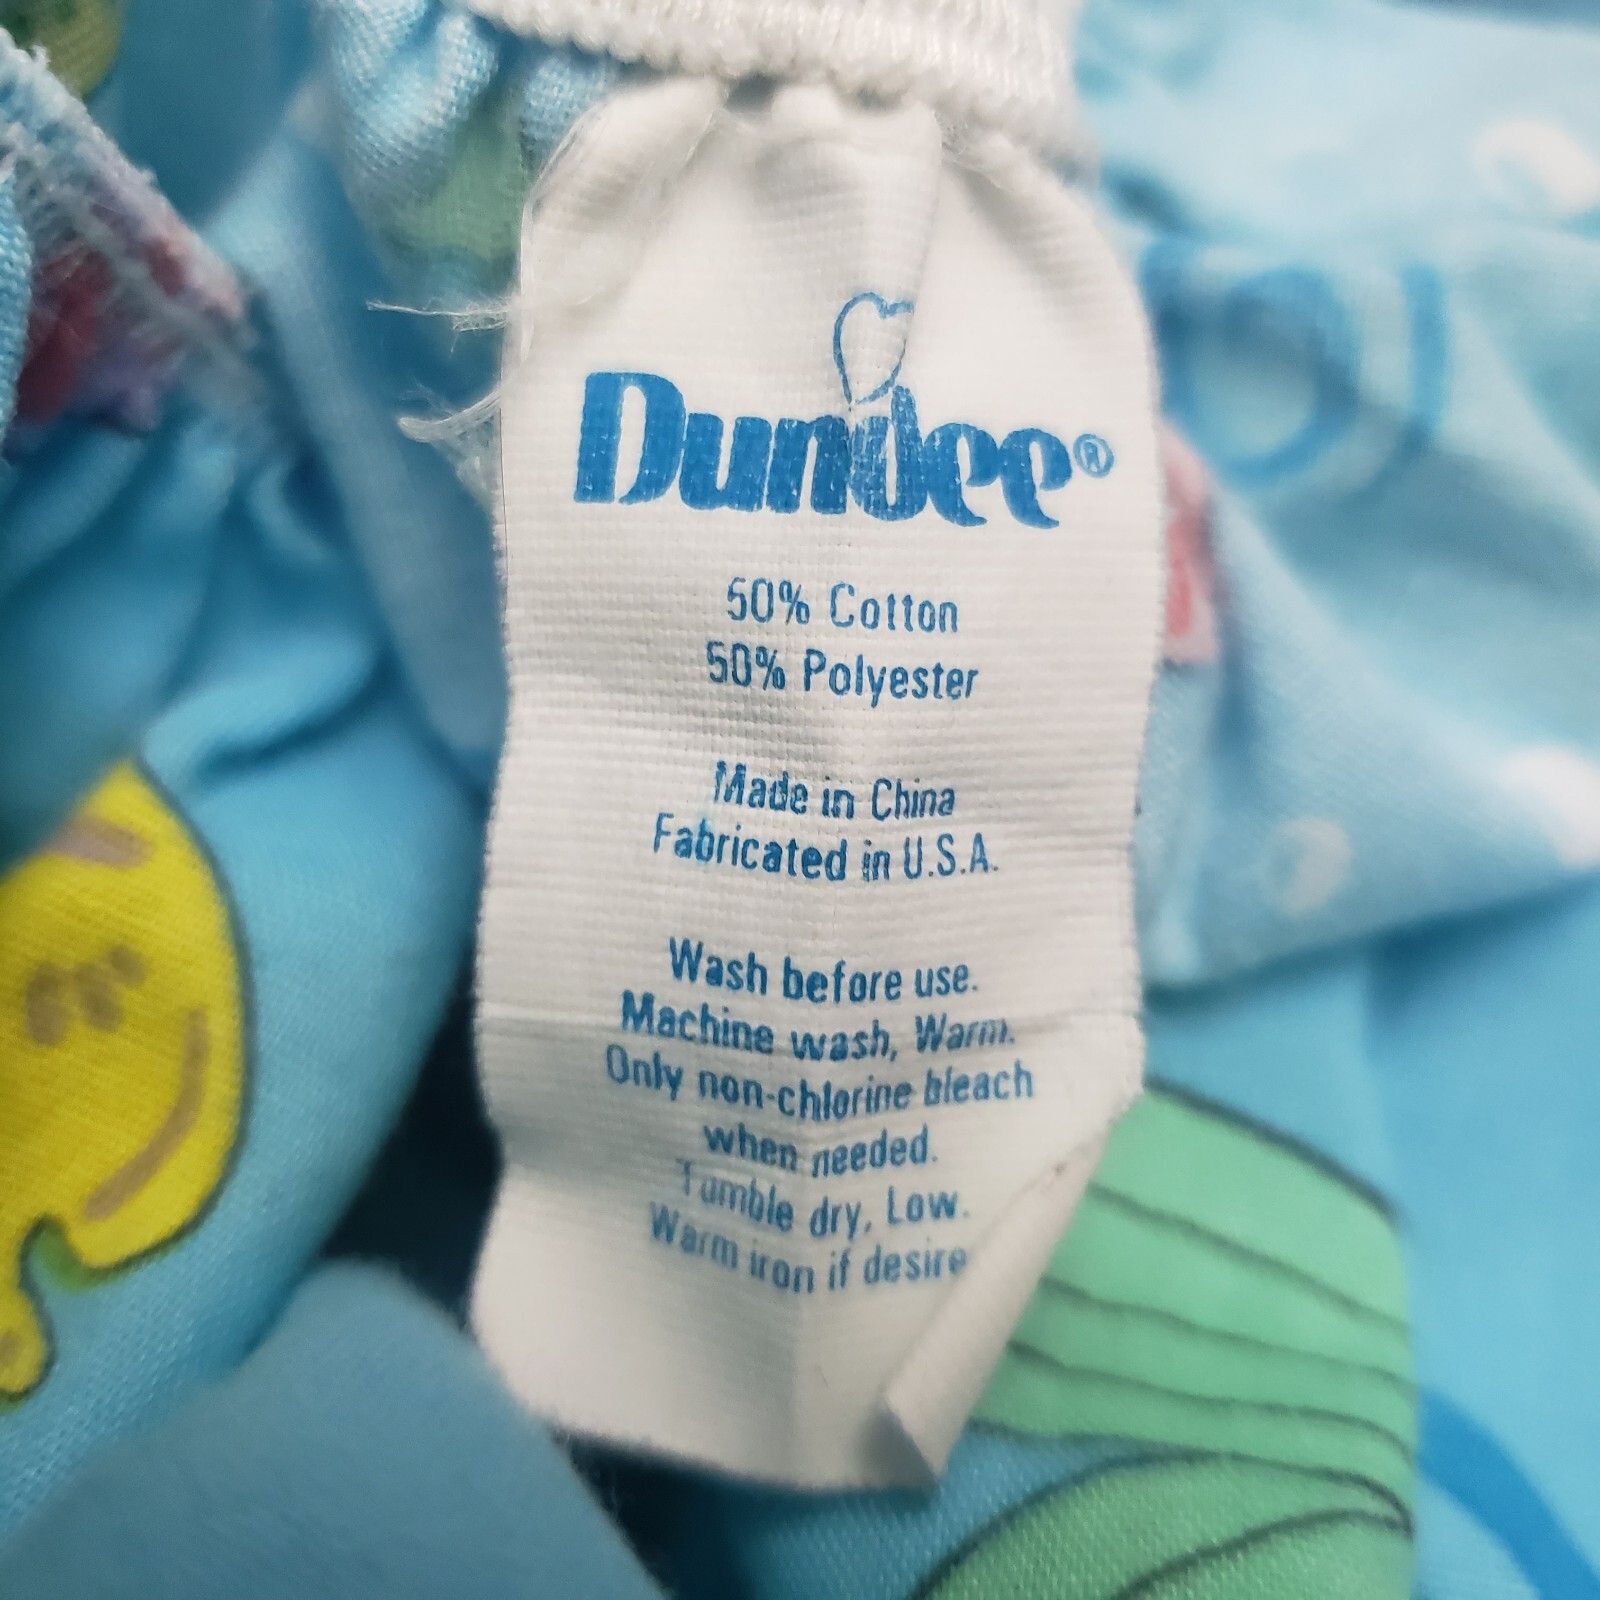 Dundee®
50% Cotton
50% Polyester
Made in China
Fabricated in U.S.A.
Wash before use.
Machine wash, Warm.
Only non-chlorine bleach
when needed.
Tumble dry, Low.
Warm iron if desire